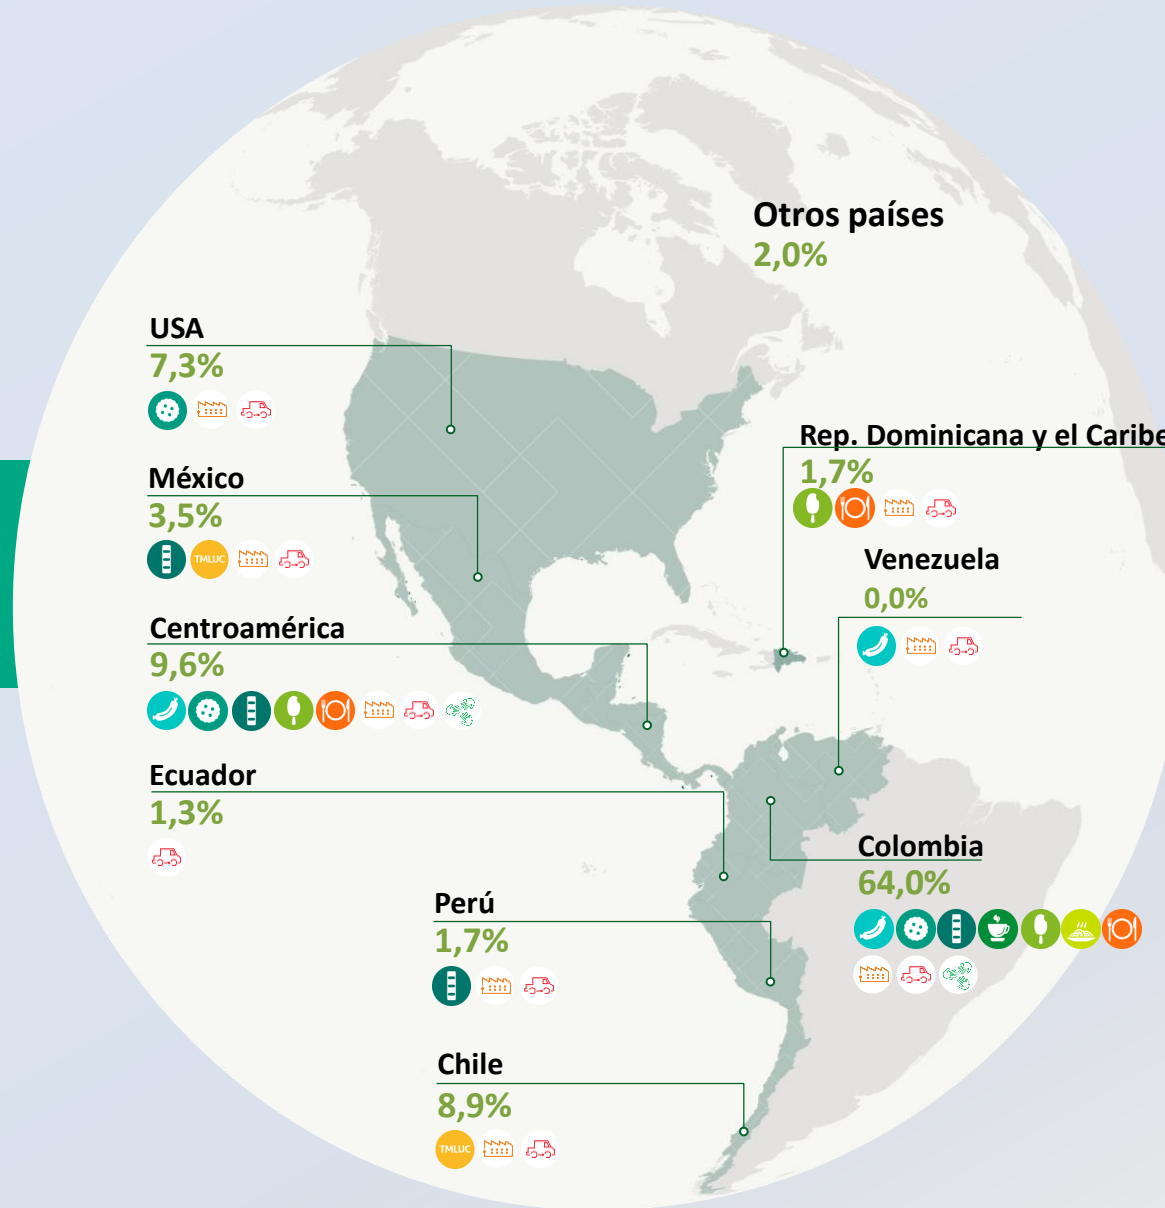 Otros países
2,0%
USA
7,3%
Rep. Dominicana y el Caribe
1,7%
México
3,5%
TMLUC
Venezuela
0,0%
Centroamérica
9,6%
Ecuador
1,3%
Colombia
64,0%
Perú
1,7%
Chile
8,9%
TMLUC